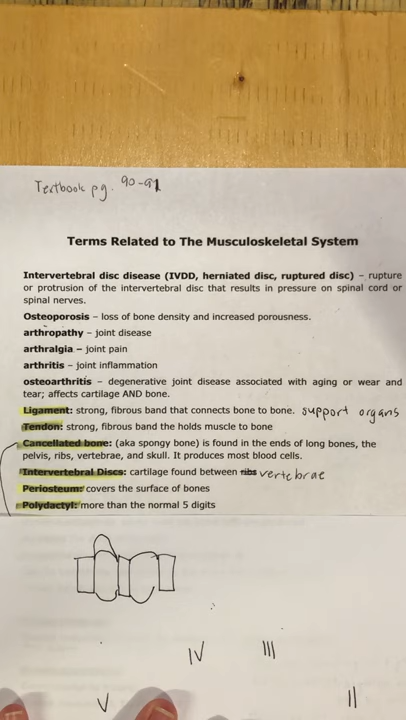 Textbook pg. 90-91
Terms Related to The Musculoskeletal System
Intervertebral disc disease (IVDD, herniated disc, ruptured disc) – rupture
or protrusion of the intervertebral disc that results in pressure on spinal cord or
spinal nerves.
Osteoporosis – loss of bone density and increased porousness.
arthropathy – joint disease
arthralgia – joint pain
arthritis – joint inflammation
osteoarthritis – degenerative joint disease associated with aging or wear and
tear; affects cartilage AND bone.
Ligament: strong, fibrous band that connects bone to bone. support organs
Tendon: strong, fibrous band the holds muscle to bone
Cancellated bone: (aka spongy bone) is found in the ends of long bones, the
pelvis, ribs, vertebrae, and skull. It produces most blood cells.
Intervertebral Discs: cartilage found between ribs vertebrae
Periosteum: covers the surface of bones
Polydactyl: more than the normal 5 digits
IV III
V II